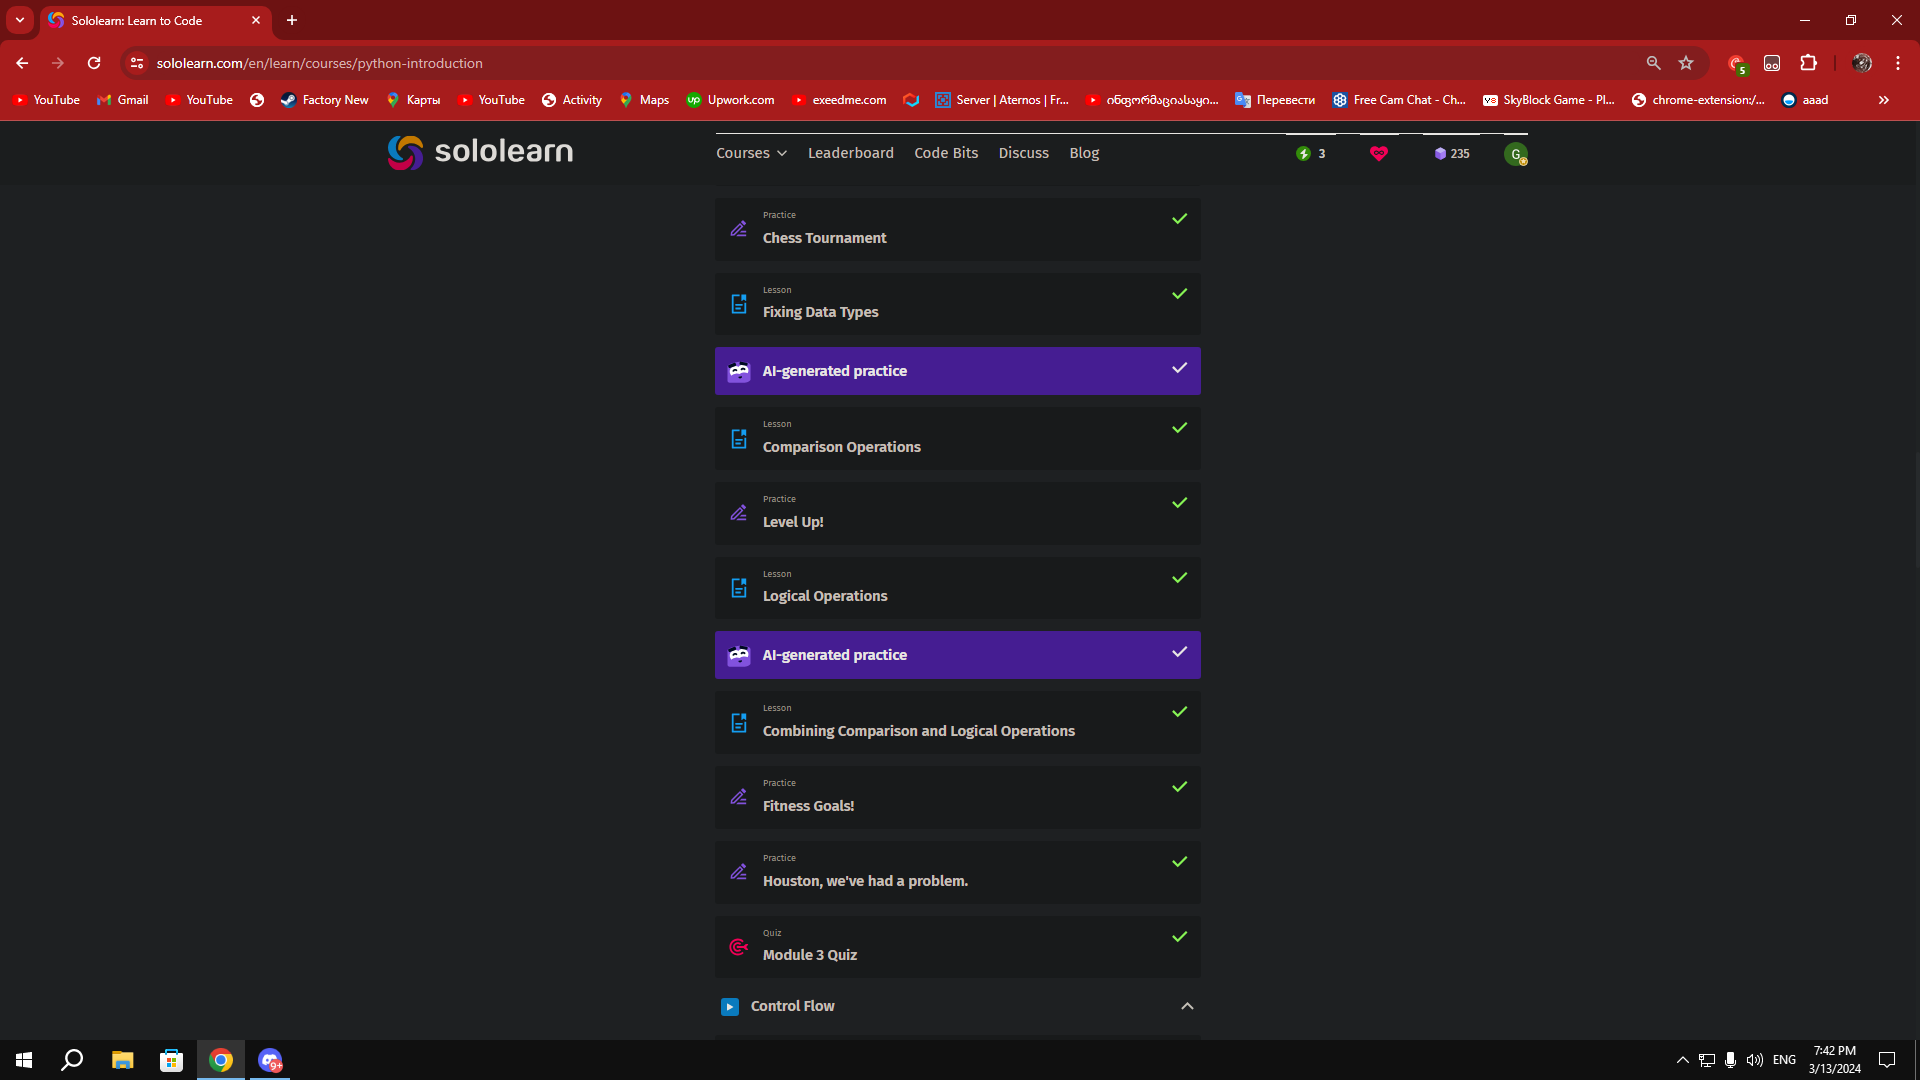 Sololearn: Learn to Code
sololearn.com/en/learn/courses/python-introduction
5
YouTube Gmail YouTube Factory New Карты YouTube Activity Maps Upwork.com exeedme.com Server | Aternos | Fr... ინფორმაციასაყი... Перевести Free Cam Chat - Ch... SkyBlock Game - Pl... chrome-extension:/... aaad
sololearn
Courses Leaderboard Code Bits Discuss Blog 3 235 G
Practice
Chess Tournament
Lesson
Fixing Data Types
AI-generated practice
Lesson
Comparison Operations
Practice
Level Up!
Lesson
Logical Operations
AI-generated practice
Lesson
Combining Comparison and Logical Operations
Practice
Fitness Goals!
Practice
Houston, we've had a problem.
Quiz
Module 3 Quiz
Control Flow
9+
ENG
7:42 PM
3/13/2024